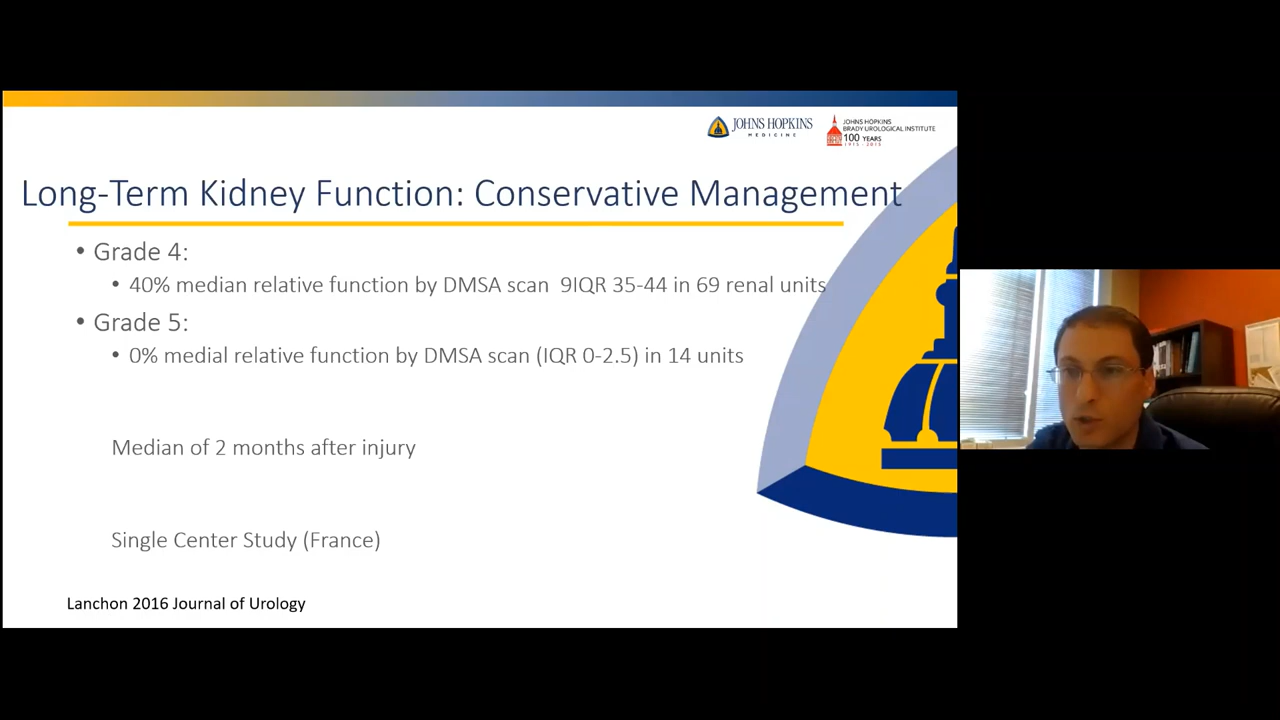 JOHNS HOPKINS
MEDICINE
JOHNS HOPKINS
BRADY UROLOGICAL INSTITUTE
100 YEARS
1915 - 2015
Long-Term Kidney Function: Conservative Management
• Grade 4:
• 40% median relative function by DMSA scan 9IQR 35-44 in 69 renal units
• Grade 5:
• 0% medial relative function by DMSA scan (IQR 0-2.5) in 14 units
Median of 2 months after injury
Single Center Study (France)
Lanchon 2016 Journal of Urology